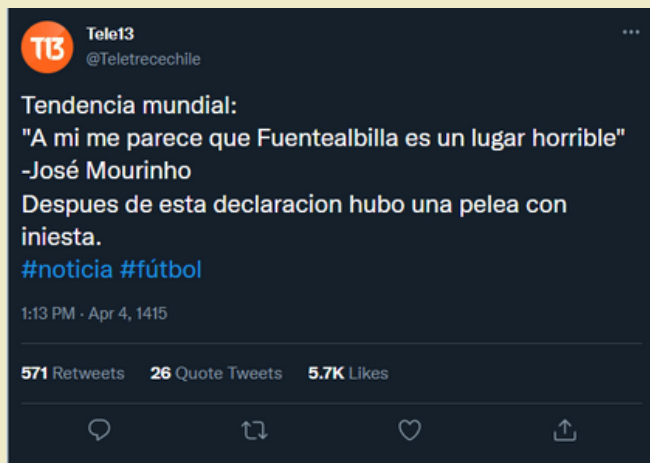 T13
Tele13
@Teletrecechile
Tendencia mundial:
"A mi me parece que Fuentealbilla es un lugar horrible"
-José Mourinho
Despues de esta declaracion hubo una pelea con
iniesta.
#noticia #fútbol
1:13 PM · Apr 4, 1415
571 Retweets 26 Quote Tweets 5.7K Likes